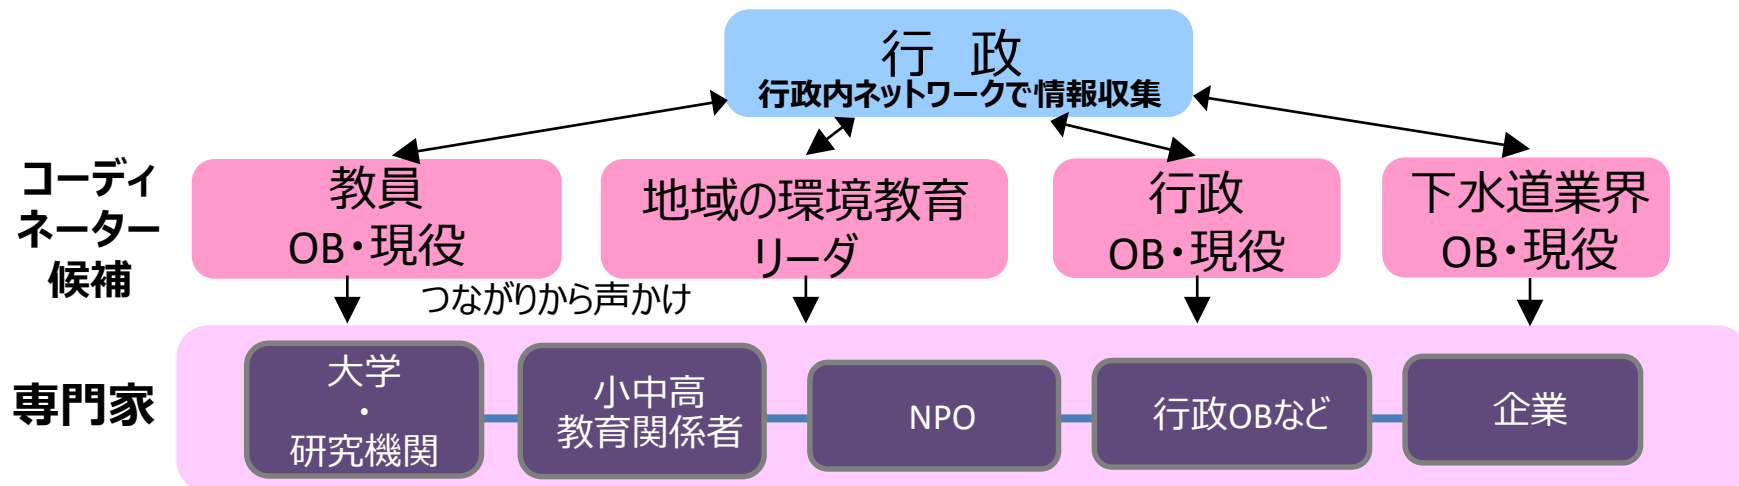 行　政
行政内ネットワークで情報収集
コーディ
ネーター
候補
教員
OB・現役
地域の環境教育
リーダ
行政
OB・現役
下水道業界
OB・現役
つながりから声かけ
専門家
大学
・
研究機関
小中高
教育関係者
NPO
行政OBなど
企業